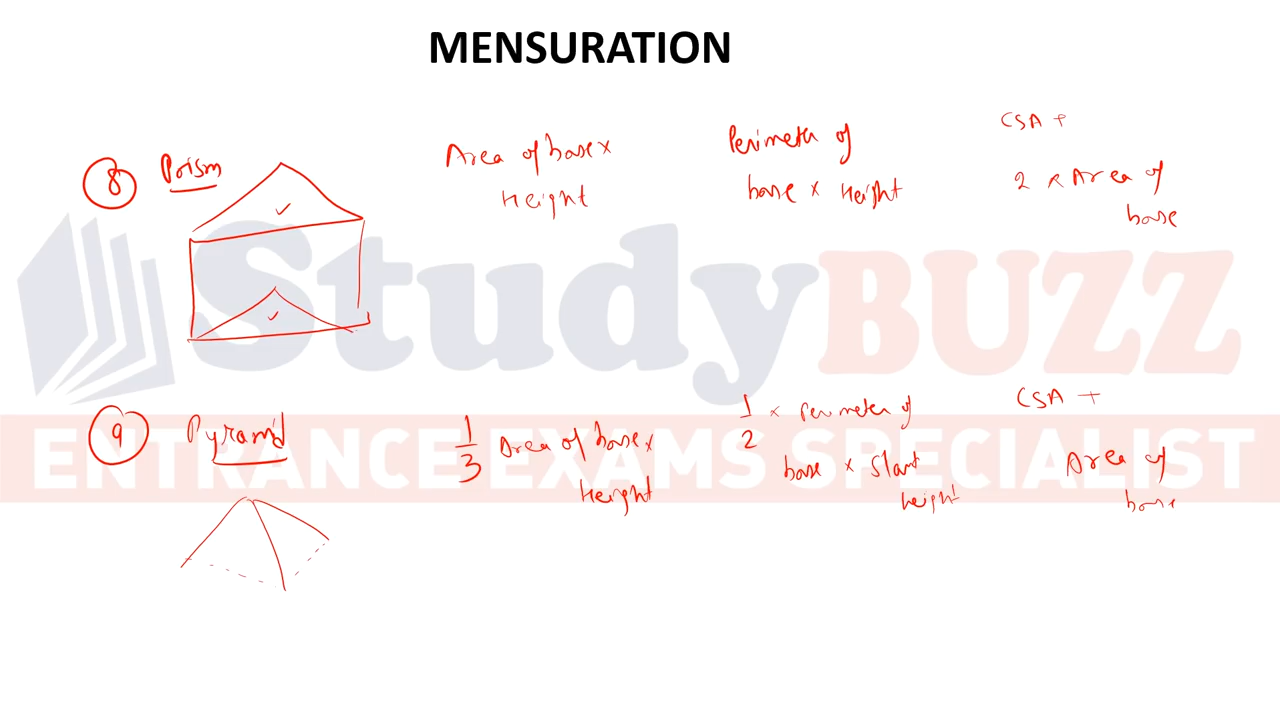 MENSURATION
8 Prism
Area of base ×
Height
Perimeter of
base × Height
CSA +
2 × Area of
base
StudyBUZZ
ENTRANCE EXAMS SPECIALIST
9 Pyramid
1/3 Area of base ×
Height
1/2 × Perimeter of
base × Slant
height
CSA +
Area of
base